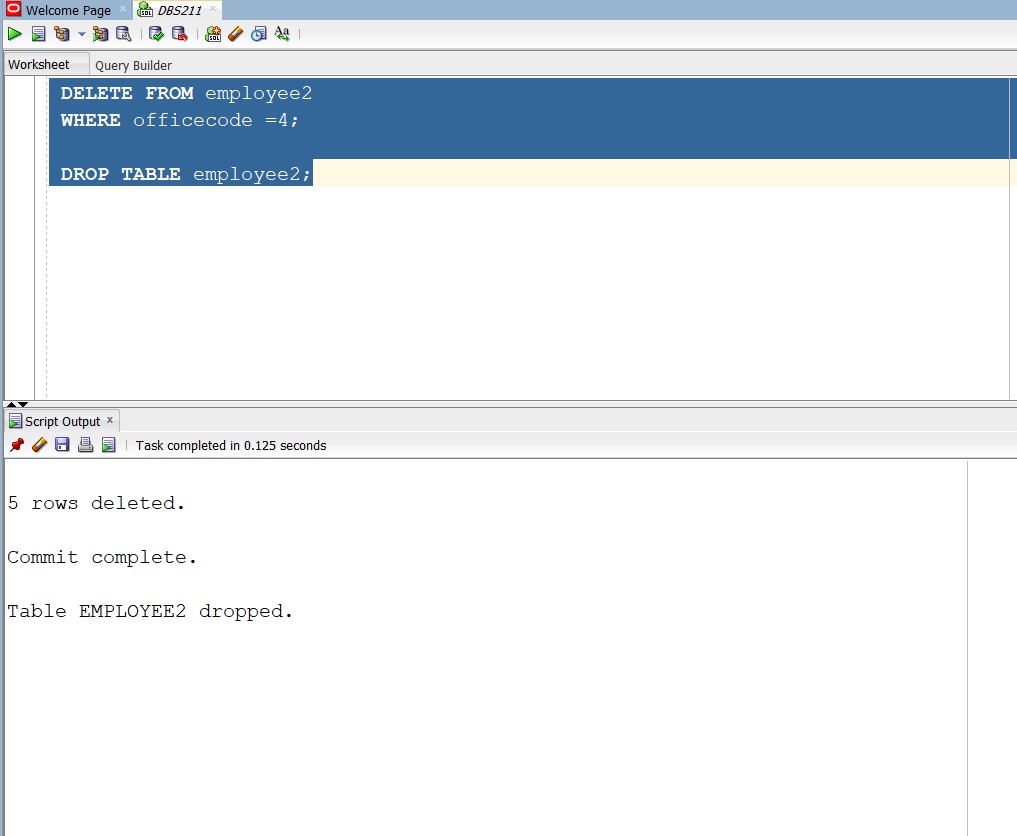 Welcome Page
DBS211
Worksheet
Query Builder
DELETE FROM employee2
WHERE officecode =4;
DROP TABLE employee2;
Script Output
Task completed in 0.125 seconds
5 rows deleted.
Commit complete.
Table EMPLOYEE2 dropped.